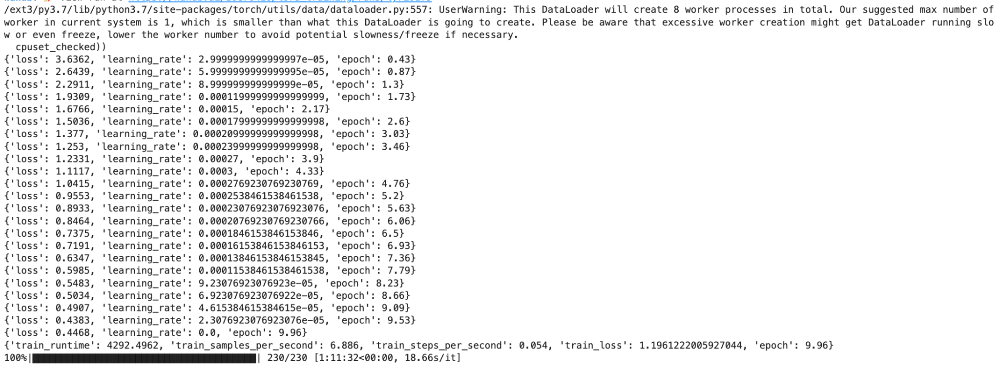 /ext3/py3.7/lib/python3.7/site-packages/torch/utils/data/dataloader.py:557: UserWarning: This DataLoader will create 8 worker processes in total. Our suggested max number of
worker in current system is 1, which is smaller than what this DataLoader is going to create. Please be aware that excessive worker creation might get DataLoader running slo
w or even freeze, lower the worker number to avoid potential slowness/freeze if necessary.
cpuset_checked))
{'loss': 3.6362, 'learning_rate': 2.9999999999999997e-05, 'epoch': 0.43}
{'loss': 2.6439, 'learning_rate': 5.9999999999999995e-05, 'epoch': 0.87}
{'loss': 2.2911, 'learning_rate': 8.999999999999999e-05, 'epoch': 1.3}
{'loss': 1.9309, 'learning_rate': 0.00011999999999999999, 'epoch': 1.73}
{'loss': 1.6766, 'learning_rate': 0.00015, 'epoch': 2.17}
{'loss': 1.5036, 'learning_rate': 0.00017999999999999998, 'epoch': 2.6}
{'loss': 1.377, 'learning_rate': 0.00020999999999999998, 'epoch': 3.03}
{'loss': 1.253, 'learning_rate': 0.00023999999999999998, 'epoch': 3.46}
{'loss': 1.2331, 'learning_rate': 0.00027, 'epoch': 3.9}
{'loss': 1.1117, 'learning_rate': 0.0003, 'epoch': 4.33}
{'loss': 1.0415, 'learning_rate': 0.0002769230769230769, 'epoch': 4.76}
{'loss': 0.9553, 'learning_rate': 0.0002538461538461538, 'epoch': 5.2}
{'loss': 0.8933, 'learning_rate': 0.00023076923076923076, 'epoch': 5.63}
{'loss': 0.8464, 'learning_rate': 0.00020769230769230766, 'epoch': 6.06}
{'loss': 0.7375, 'learning_rate': 0.0001846153846153846, 'epoch': 6.5}
{'loss': 0.7191, 'learning_rate': 0.00016153846153846153, 'epoch': 6.93}
{'loss': 0.6347, 'learning_rate': 0.00013846153846153845, 'epoch': 7.36}
{'loss': 0.5985, 'learning_rate': 0.00011538461538461538, 'epoch': 7.79}
{'loss': 0.5483, 'learning_rate': 9.23076923076923e-05, 'epoch': 8.23}
{'loss': 0.5034, 'learning_rate': 6.923076923076922e-05, 'epoch': 8.66}
{'loss': 0.4907, 'learning_rate': 4.615384615384615e-05, 'epoch': 9.09}
{'loss': 0.4383, 'learning_rate': 2.3076923076923076e-05, 'epoch': 9.53}
{'loss': 0.4468, 'learning_rate': 0.0, 'epoch': 9.96}
{'train_runtime': 4292.4962, 'train_samples_per_second': 6.886, 'train_steps_per_second': 0.054, 'train_loss': 1.1961222005927044, 'epoch': 9.96}
100%| | 230/230 [1:11:32<00:00, 18.66s/it]